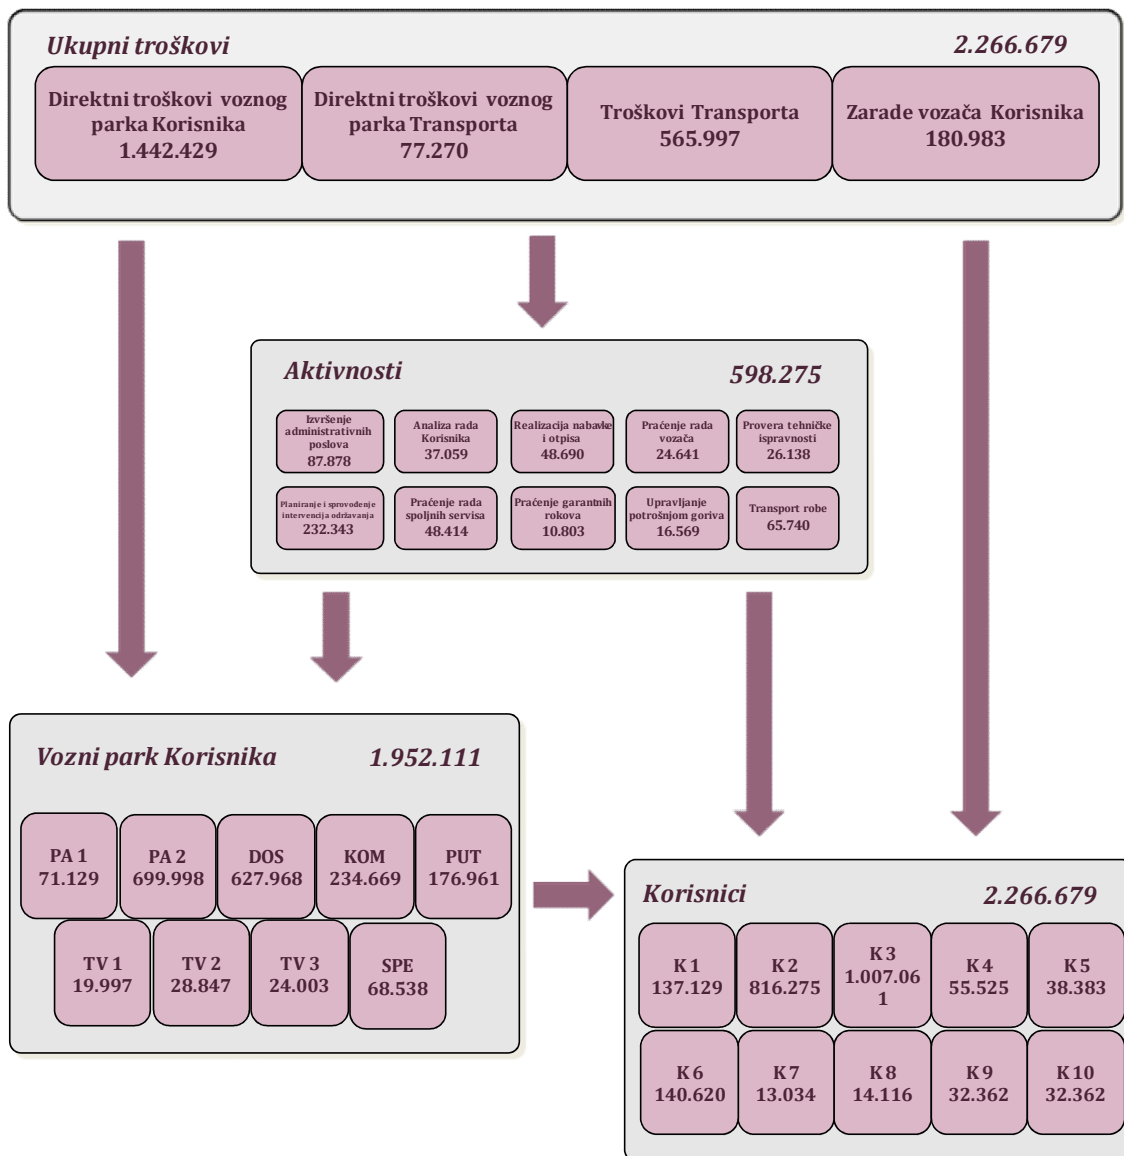 Ukupni troškovi 2.266.679
Direktni troškovi voznog
parka Korisnika
1.442.429
Direktni troškovi voznog
parka Transporta
77.270
Troškovi Transporta
565.997
Zarade vozača Korisnika
180.983
Aktivnosti 598.275
Izvršenje
administrativnih
poslova
87.878
Analiza rada
Korisnika
37.059
Realizacija nabavke
i otpisa
48.690
Praćenje rada
vozača
24.641
Provera tehničke
ispravnosti
26.138
Planiranje i sprovođenje
intervencija održavanja
232.343
Praćenje rada
spoljnih servisa
48.414
Praćenje garantnih
rokova
10.803
Upravljanje
potrošnjom goriva
16.569
Transport robe
65.740
Vozni park Korisnika 1.952.111
PA 1
71.129
PA 2
699.998
DOS
627.968
KOM
234.669
PUT
176.961
TV 1
19.997
TV 2
28.847
TV 3
24.003
SPE
68.538
Korisnici 2.266.679
K 1
137.129
K 2
816.275
K 3
1.007.06
1
K 4
55.525
K 5
38.383
K 6
140.620
K 7
13.034
K 8
14.116
K 9
32.362
K 10
32.362